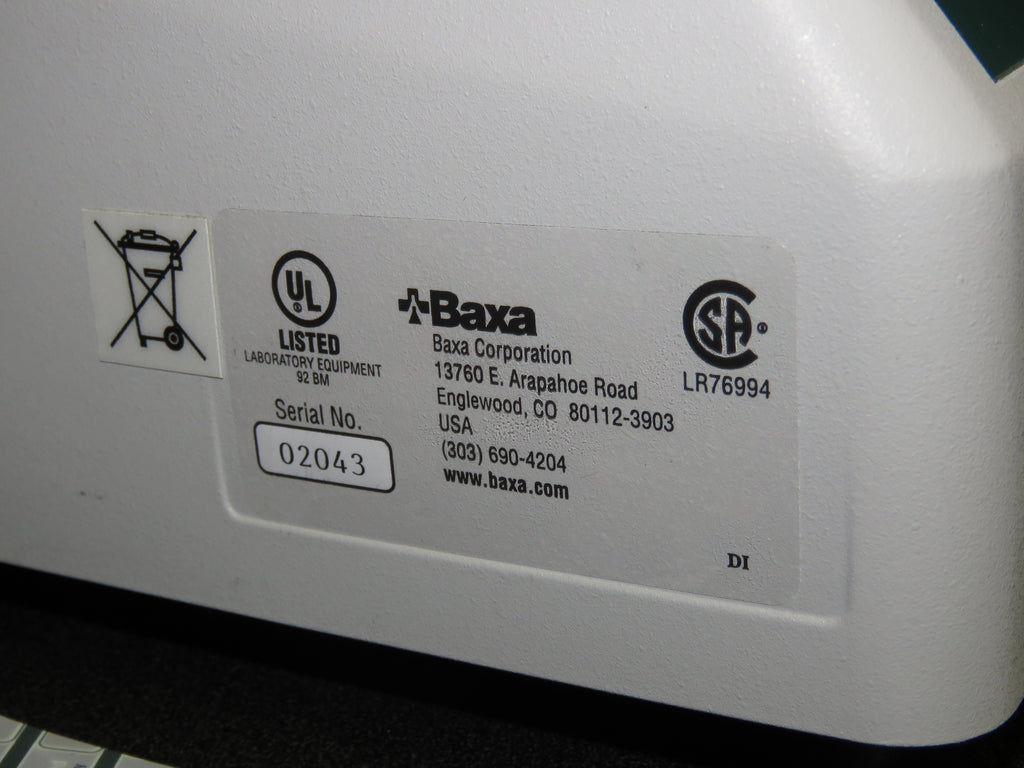 UL
LISTED
LABORATORY EQUIPMENT
92 BM
Serial No.
02043
Baxa
Baxa Corporation
13760 E. Arapahoe Road
Englewood, CO 80112-3903
USA
(303) 690-4204
www.baxa.com
SA
LR76994
DI